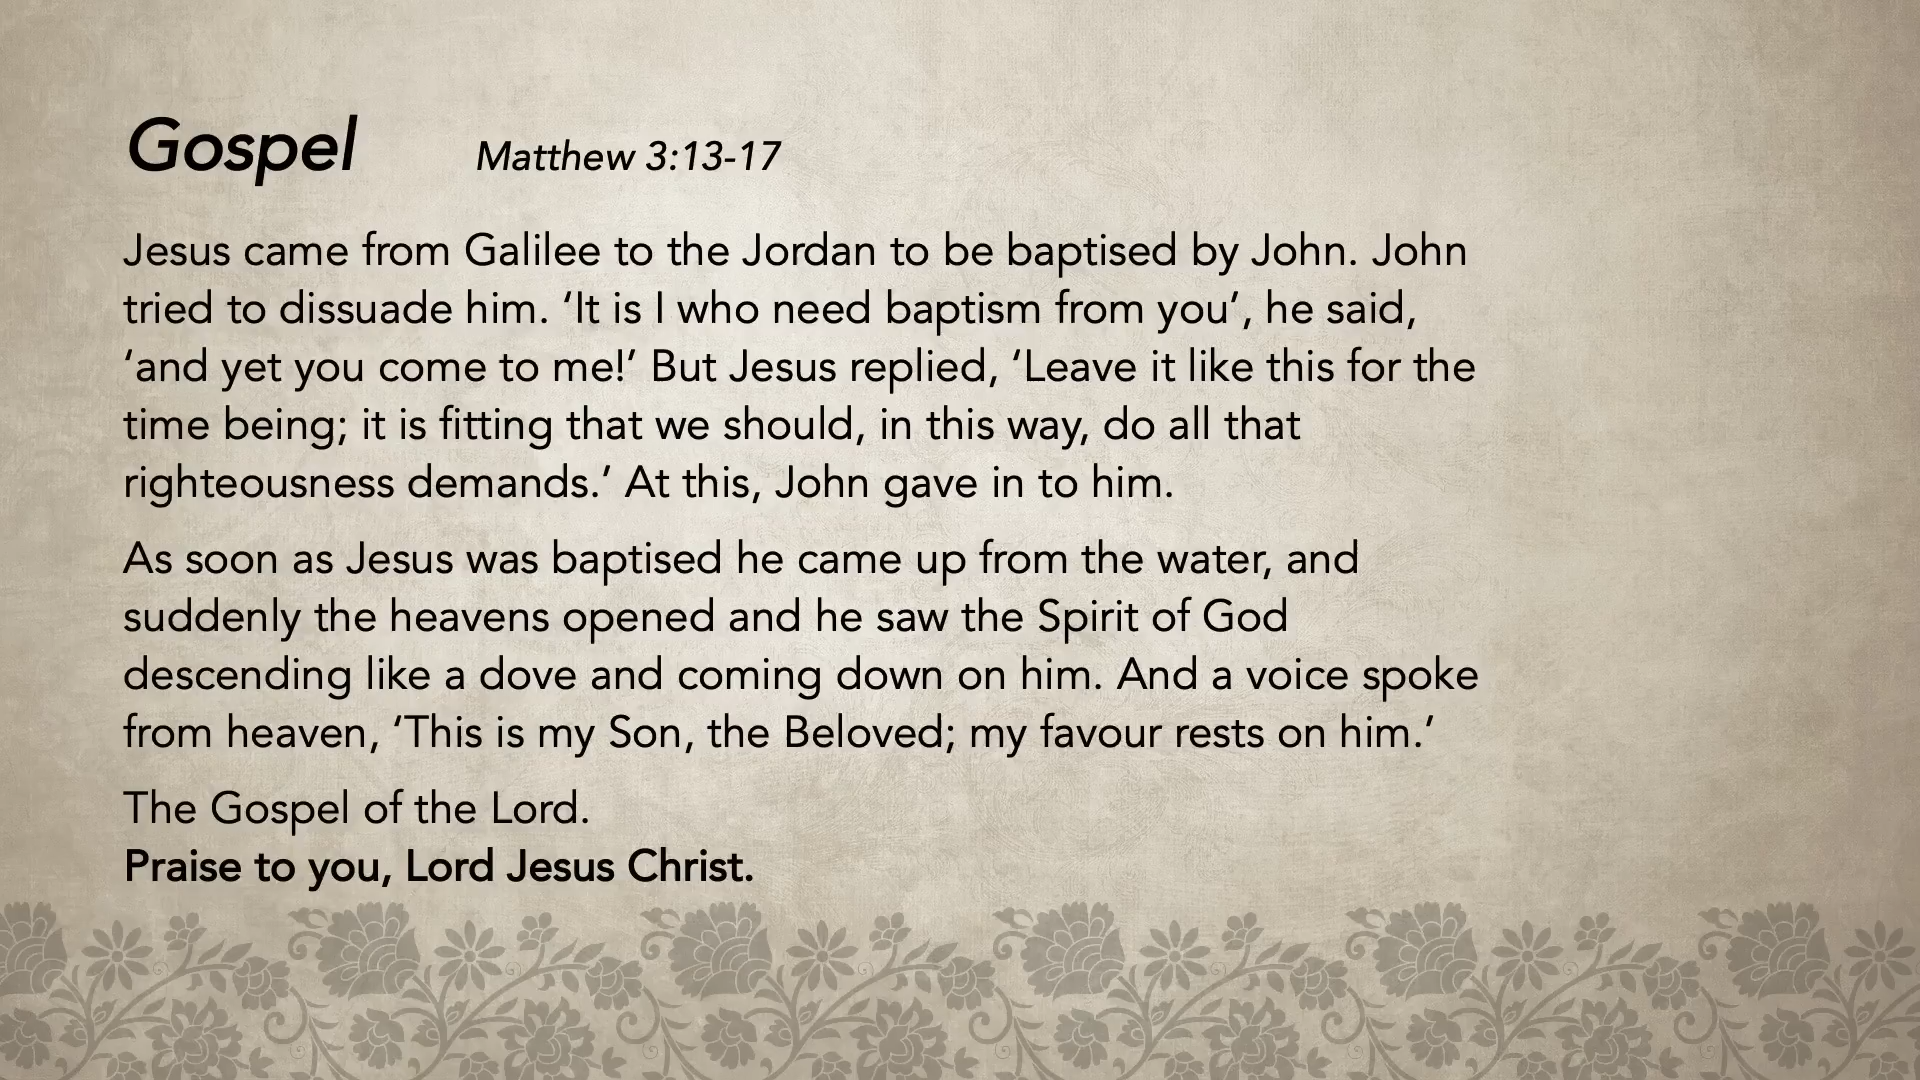 Gospel Matthew 3:13-17
Jesus came from Galilee to the Jordan to be baptised by John. John
tried to dissuade him. ‘It is I who need baptism from you’, he said,
‘and yet you come to me!’ But Jesus replied, ‘Leave it like this for the
time being; it is fitting that we should, in this way, do all that
righteousness demands.’ At this, John gave in to him.
As soon as Jesus was baptised he came up from the water, and
suddenly the heavens opened and he saw the Spirit of God
descending like a dove and coming down on him. And a voice spoke
from heaven, ‘This is my Son, the Beloved; my favour rests on him.’
The Gospel of the Lord.
Praise to you, Lord Jesus Christ.